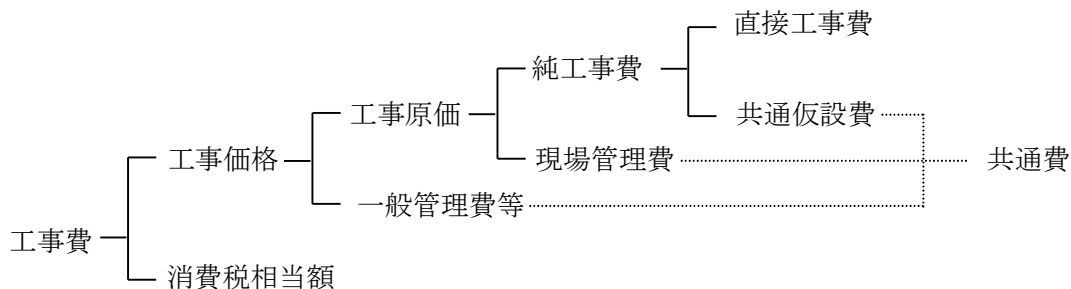 直接工事費
純工事費
工事原価
共通仮設費
工事価格
現場管理費
共通費
一般管理費等
工事費
消費税相当額